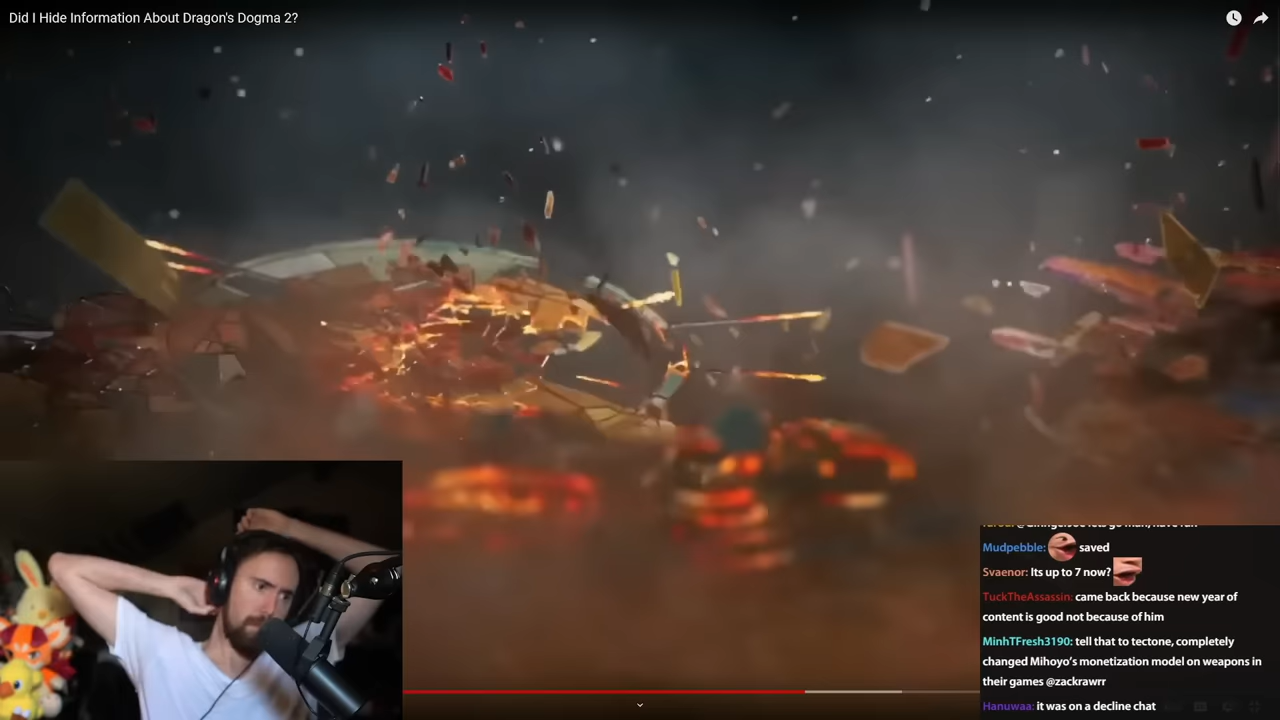 Did I Hide Information About Dragon's Dogma 2?
Mudpebble: saved
Svaenor: Its up to 7 now?
TuckTheAssassin: came back because new year of
content is good not because of him
MinhTFresh3190: tell that to tectone, completely
changed Mihoyo's monetization model on weapons in
their games @zackrawrr
Hanuwaa: it was on a decline chat